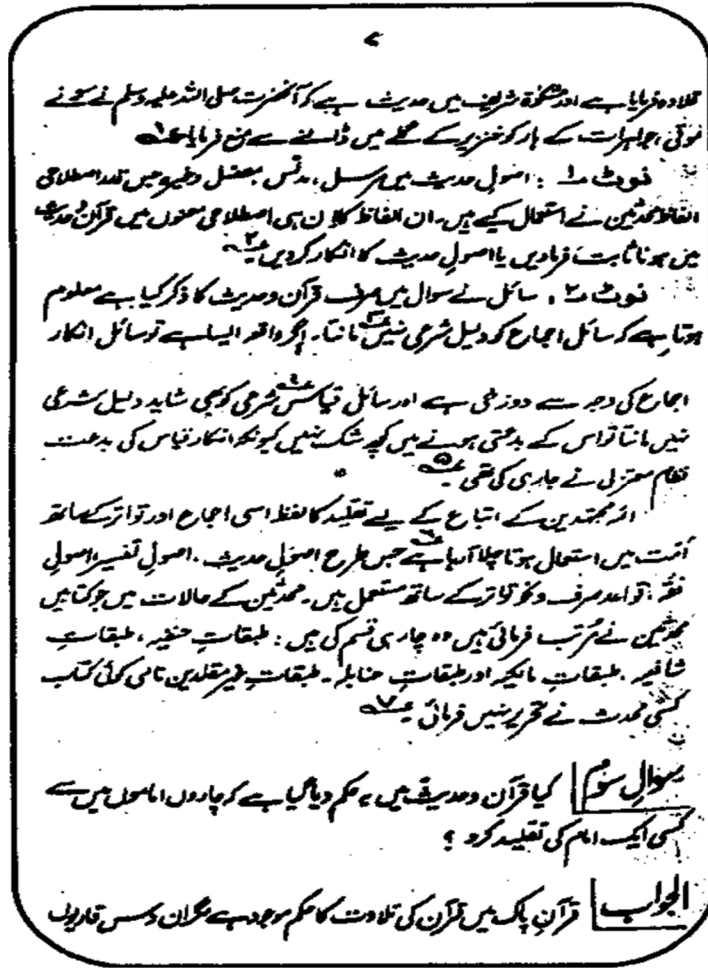 ۷
قلادہ فرمایا ہے اور مشکوٰۃ شریف میں حدیث ہے کہ آنحضرت صلی اللہ علیہ وسلم نے سونے
موتی، جواہرات کے ہار کو خنزیر کے گلے میں ڈالنے سے منع فرمایا ۱؎
نوٹ ۱ : اصولِ حدیث میں مرسل، مدلس، معضل وغیرہ جس قدر اصطلاحی
الفاظ محدثین نے استعمال کیے ہیں۔ ان الفاظ کا ان ہی اصطلاحی معنوں میں قرآن و حدیث
میں ہونا ثابت فرمادیں یا اصولِ حدیث کا انکار کردیں ۲؎
نوٹ ۲ : سائل نے سوال میں صرف قرآن و حدیث کا ذکر کیا ہے معلوم
ہوتا ہے کہ سائل اجماع کو دلیل شرعی نہیں ۳؎ مانتا۔ اگر واقعہ ایسا ہے تو سائل انکار
اجماع کی وجہ سے دوزخی ہے اور سائل قیاس ۴؎ شرعی کو بھی شاید دلیل شرعی
نہیں مانتا تو اس کے بدعتی ہونے میں کچھ شک نہیں کیونکہ انکار قیاس کی بدعت
نظام معتزلی نے جاری کی تھی ۵؎
ائمہ مجتہدین کے اتباع کے لیے تقلید کا لفظ اسی اجماع اور تواتر کے ساتھ
اُمت میں استعمال ہوتا چلا آرہا ہے ۶؎ جس طرح اصولِ حدیث، اصولِ تفسیر، اصولِ
فقہ، قواعد صرف و نحو تواتر کے ساتھ مستعمل ہیں۔ محدثین کے حالات میں جو کتابیں
محدثین نے مرتب فرمائی ہیں وہ چار ہی قسم کی ہیں : طبقاتِ حنفیہ، طبقاتِ
شافعیہ، طبقاتِ مالکیہ اور طبقاتِ حنابلہ۔ طبقاتِ غیر مقلدین نامی کوئی کتاب
کسی محدث نے تحریر نہیں فرمائی ۷؎
سوالِ سوم کیا قرآن و حدیث میں یہ حکم دیا گیا ہے کہ چاروں اماموں میں سے
کسی ایک امام کی تقلید کرو ؟
الجواب قرآنِ پاک میں قرآن کی تلاوت کا حکم موجود ہے مگر ان دس قاریوں